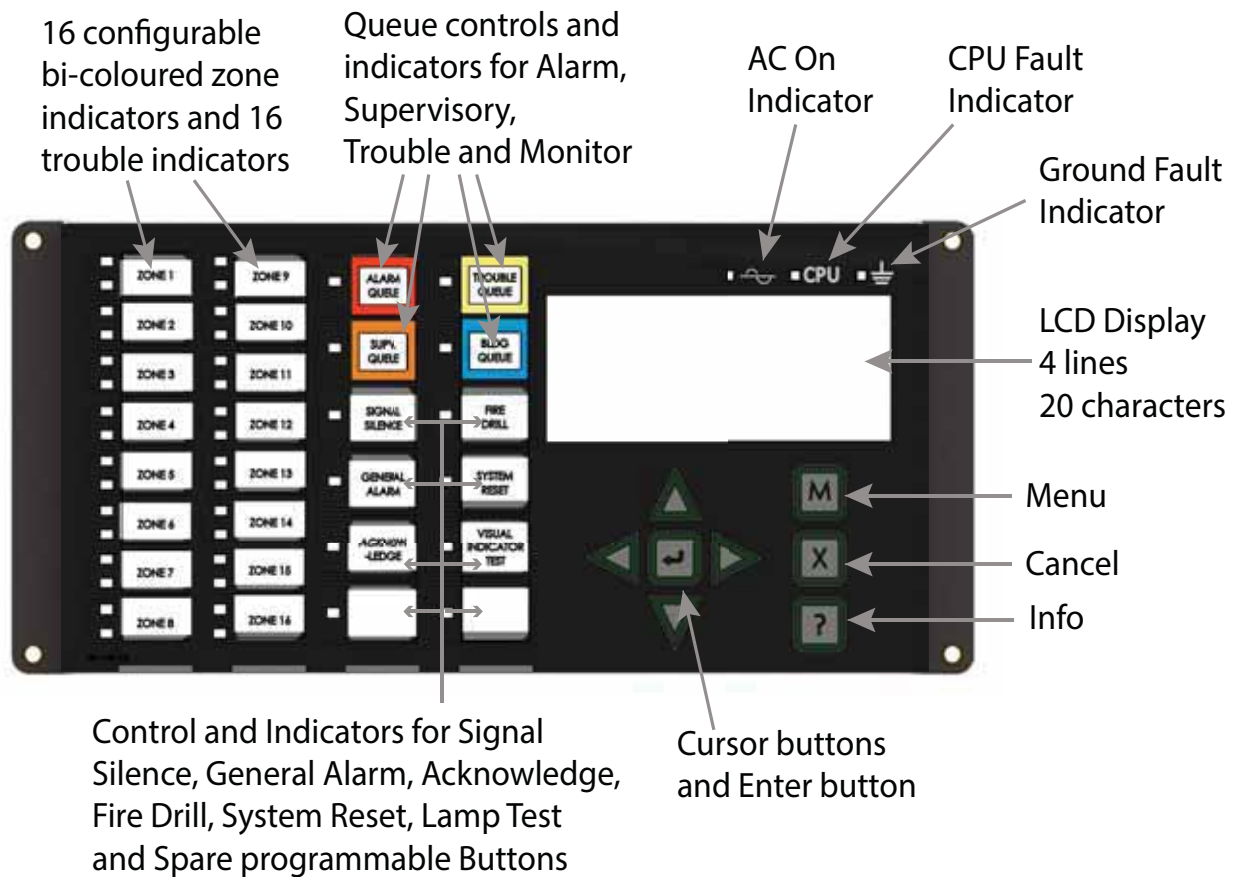 16 configurable
bi-coloured zone
indicators and 16
trouble indicators
Queue controls and
indicators for Alarm,
Supervisory,
Trouble and Monitor
AC On
Indicator
CPU Fault
Indicator
Ground Fault
Indicator
LCD Display
4 lines
20 characters
Menu
Cancel
Info
CPU
ZONE 1
ZONE 2
ZONE 3
ZONE 4
ZONE 5
ZONE 6
ZONE 7
ZONE 8
ZONE 9
ZONE 10
ZONE 11
ZONE 12
ZONE 13
ZONE 14
ZONE 15
ZONE 16
ALARM
QUEUE
SUPV.
QUEUE
SIGNAL
SILENCE
GENERAL
ALARM
ACKNOW
-LEDGE
TROUBLE
QUEUE
BLDG
QUEUE
FIRE
DRILL
SYSTEM
RESET
VISUAL
INDICATOR
TEST
M
X
?
Control and Indicators for Signal
Silence, General Alarm, Acknowledge,
Fire Drill, System Reset, Lamp Test
and Spare programmable Buttons
Cursor buttons
and Enter button